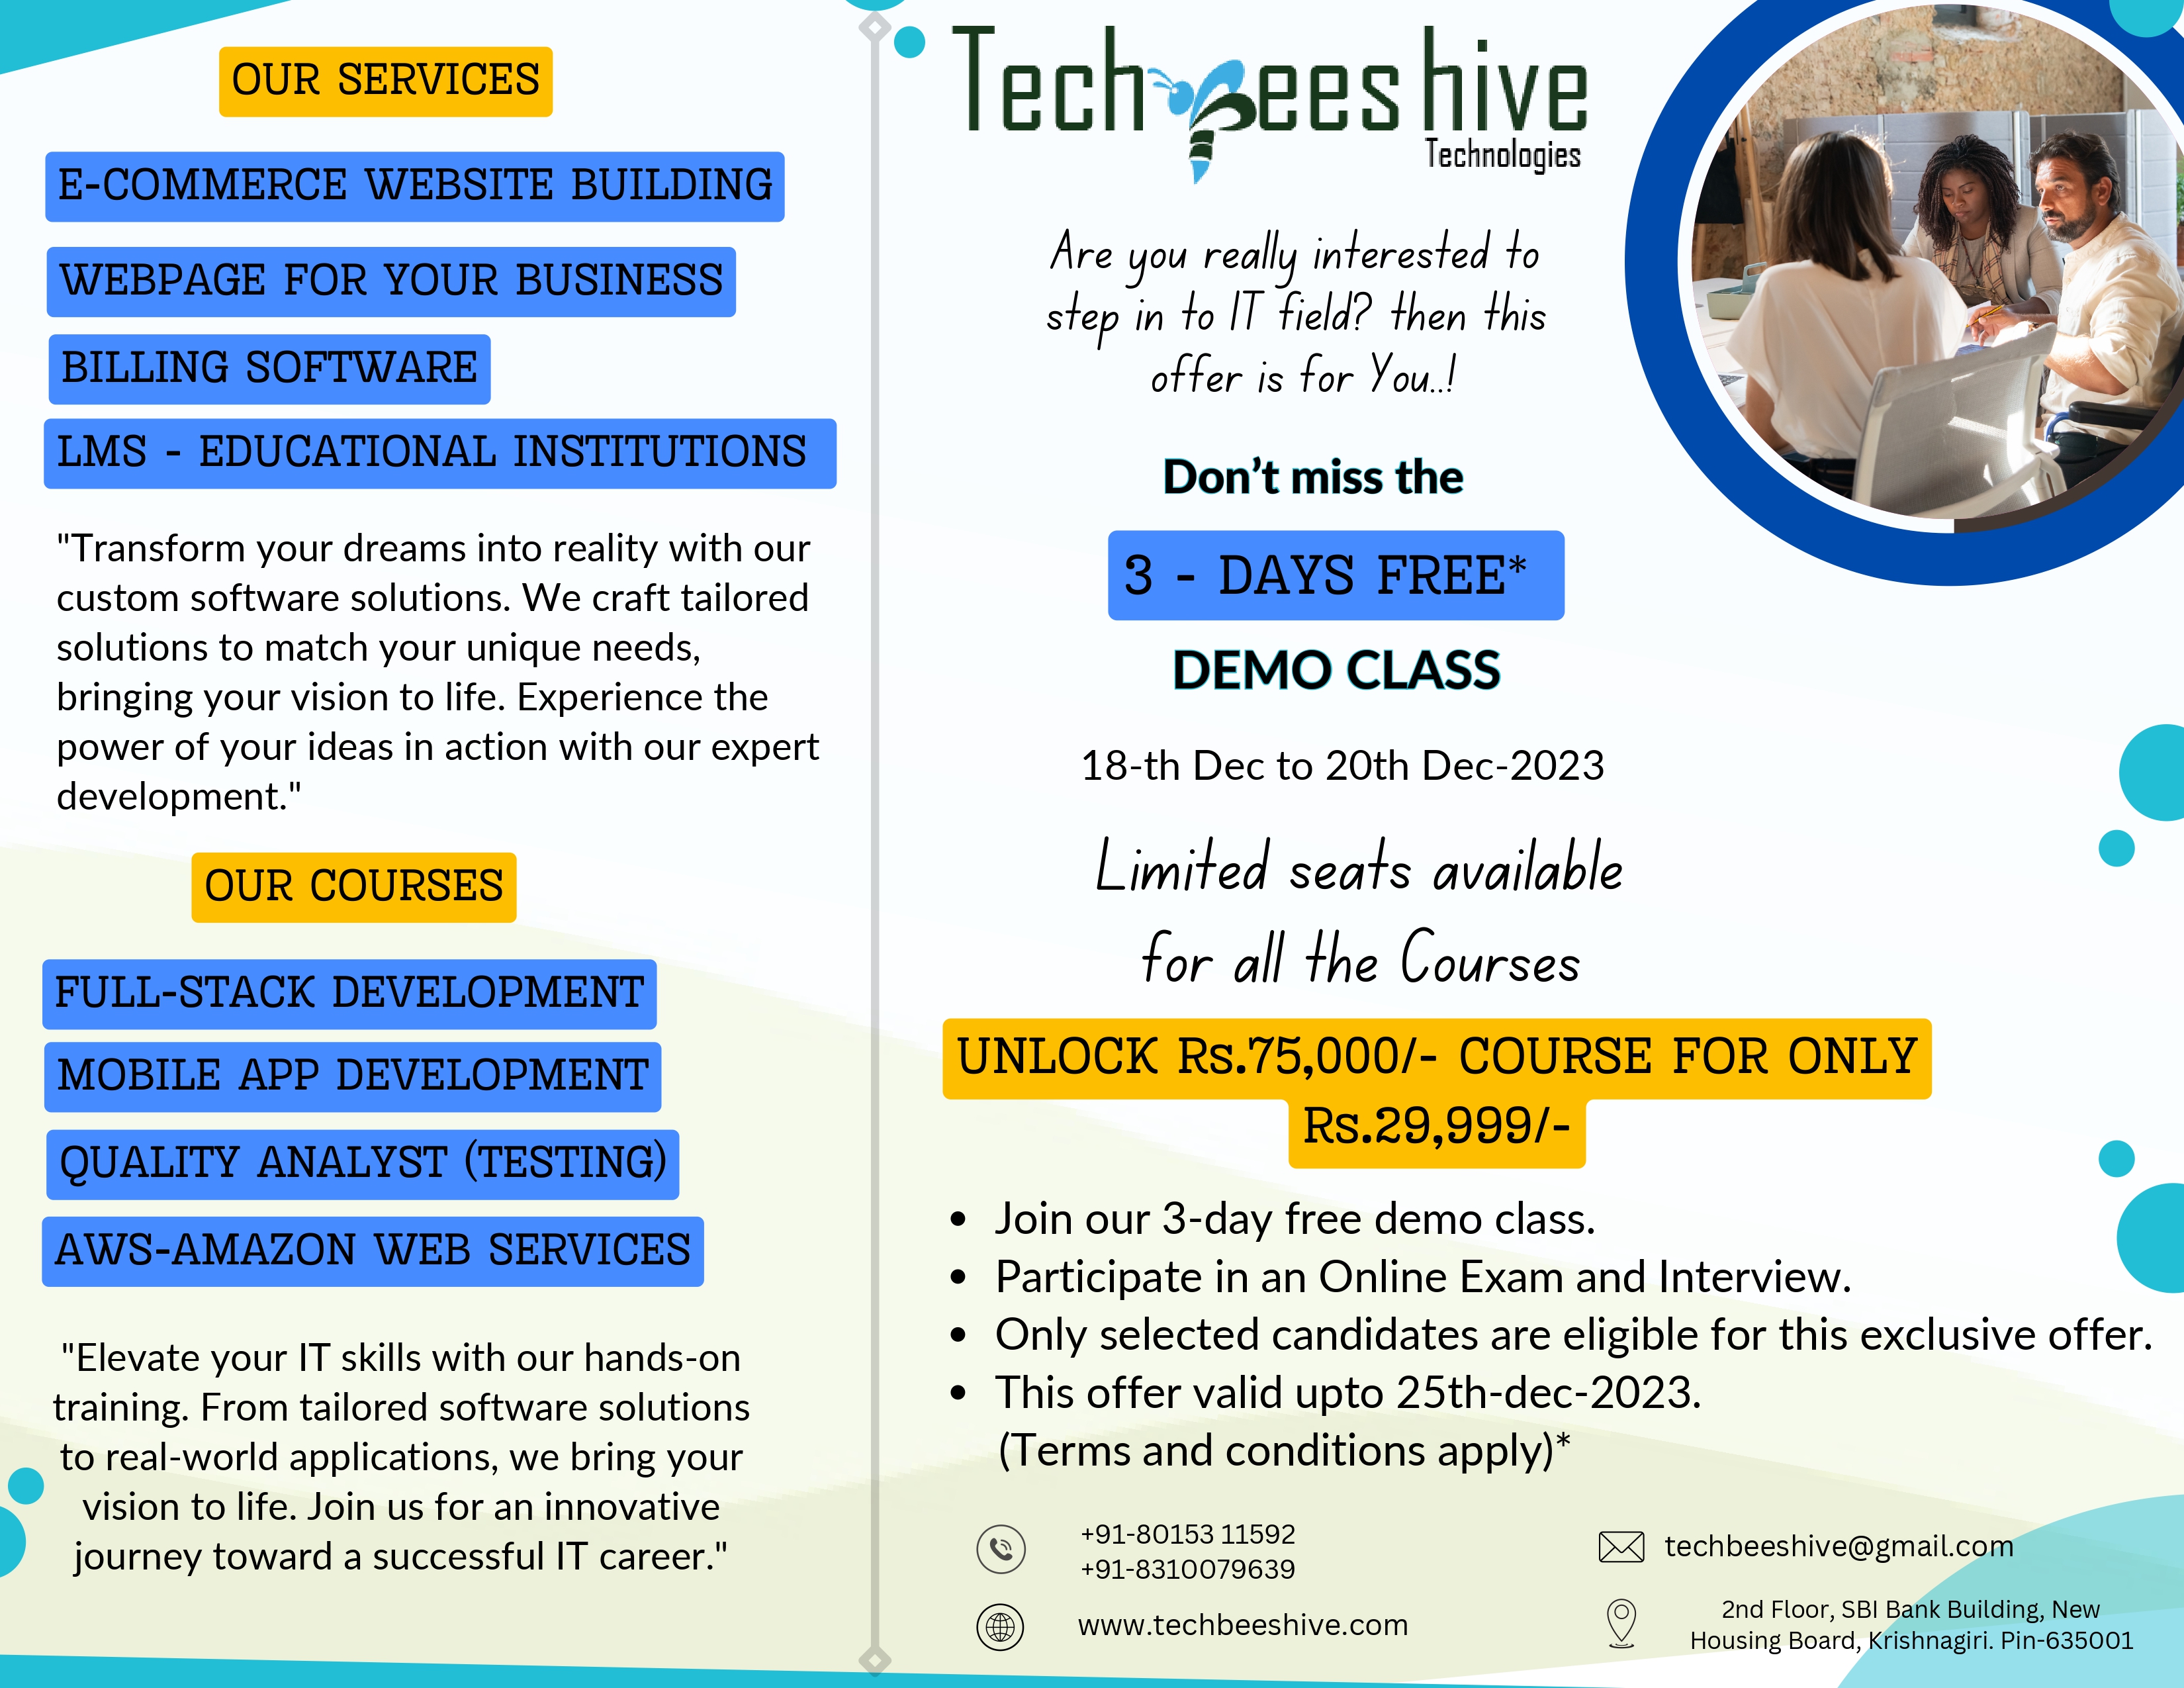 OUR SERVICES
E-COMMERCE WEBSITE BUILDING
WEBPAGE FOR YOUR BUSINESS
BILLING SOFTWARE
LMS - EDUCATIONAL INSTITUTIONS
"Transform your dreams into reality with our
custom software solutions. We craft tailored
solutions to match your unique needs,
bringing your vision to life. Experience the
power of your ideas in action with our expert
development."
OUR COURSES
FULL-STACK DEVELOPMENT
MOBILE APP DEVELOPMENT
QUALITY ANALYST (TESTING)
AWS-AMAZON WEB SERVICES
"Elevate your IT skills with our hands-on
training. From tailored software solutions
to real-world applications, we bring your
vision to life. Join us for an innovative
journey toward a successful IT career."
Tech bees hive
Technologies
Are you really interested to
step in to IT field? then this
offer is for You..!
Don't miss the
3 - DAYS FREE*
DEMO CLASS
18-th Dec to 20th Dec-2023
Limited seats available
for all the Courses
UNLOCK Rs.75,000/- COURSE FOR ONLY
Rs.29,999/-
• Join our 3-day free demo class.
• Participate in an Online Exam and Interview.
• Only selected candidates are eligible for this exclusive offer.
• This offer valid upto 25th-dec-2023.
(Terms and conditions apply)*
+91-80153 11592
+91-8310079639
www.techbeeshive.com
techbeeshive@gmail.com
2nd Floor, SBI Bank Building, New
Housing Board, Krishnagiri. Pin-635001